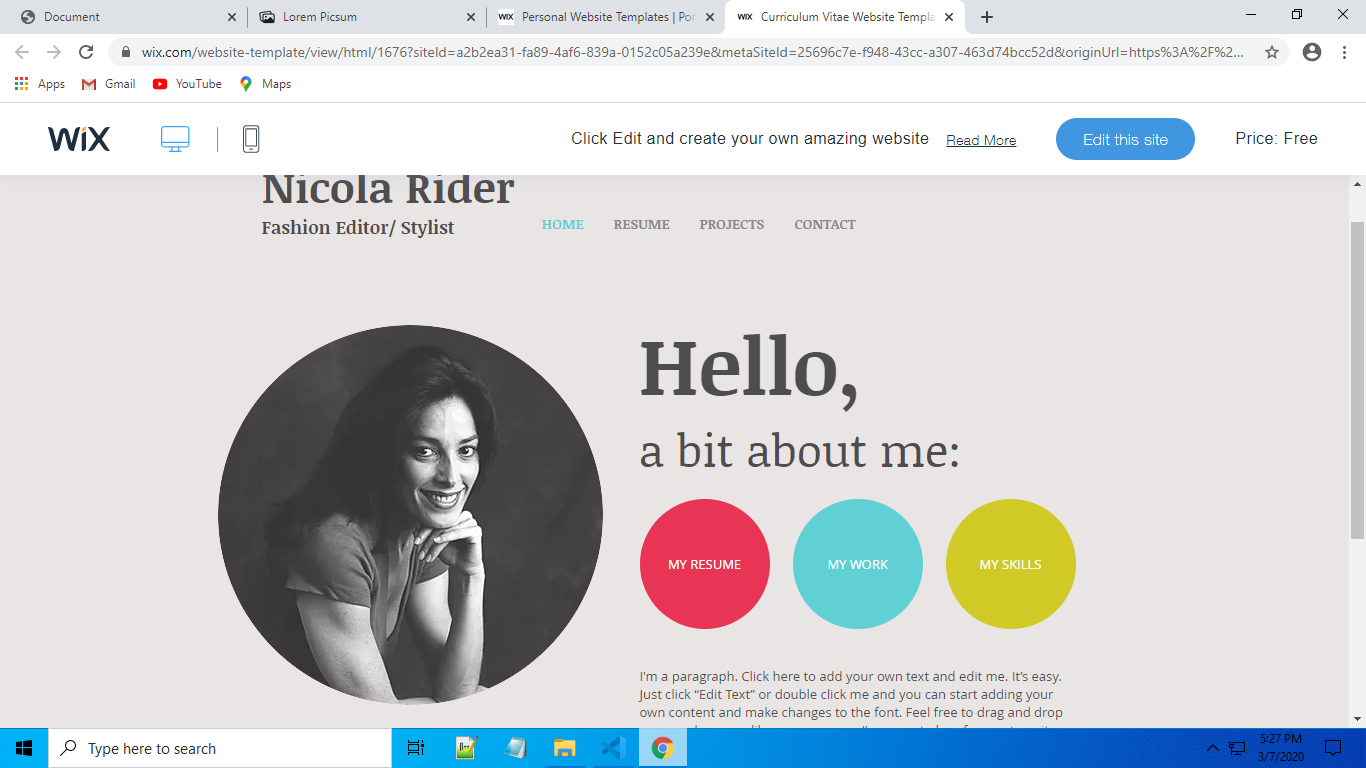 Document
Lorem Picsum
WiX Personal Website Templates | Por
WiX Curriculum Vitae Website Templa
wix.com/website-template/view/html/1676?siteId=a2b2ea31-fa89-4af6-839a-0152c05a239e&metaSiteId=25696c7e-f948-43cc-a307-463d74bcc52d&originUrl=https%3A%2F%2...
Apps Gmail YouTube Maps
WiX Click Edit and create your own amazing website Read More Edit this site Price: Free
Nicola Rider
Fashion Editor/ Stylist
HOME RESUME PROJECTS CONTACT
Hello,
a bit about me:
MY RESUME MY WORK MY SKILLS
I'm a paragraph. Click here to add your own text and edit me. It's easy.
Just click “Edit Text” or double click me and you can start adding your
own content and make changes to the font. Feel free to drag and drop
Type here to search
5:27 PM
3/7/2020